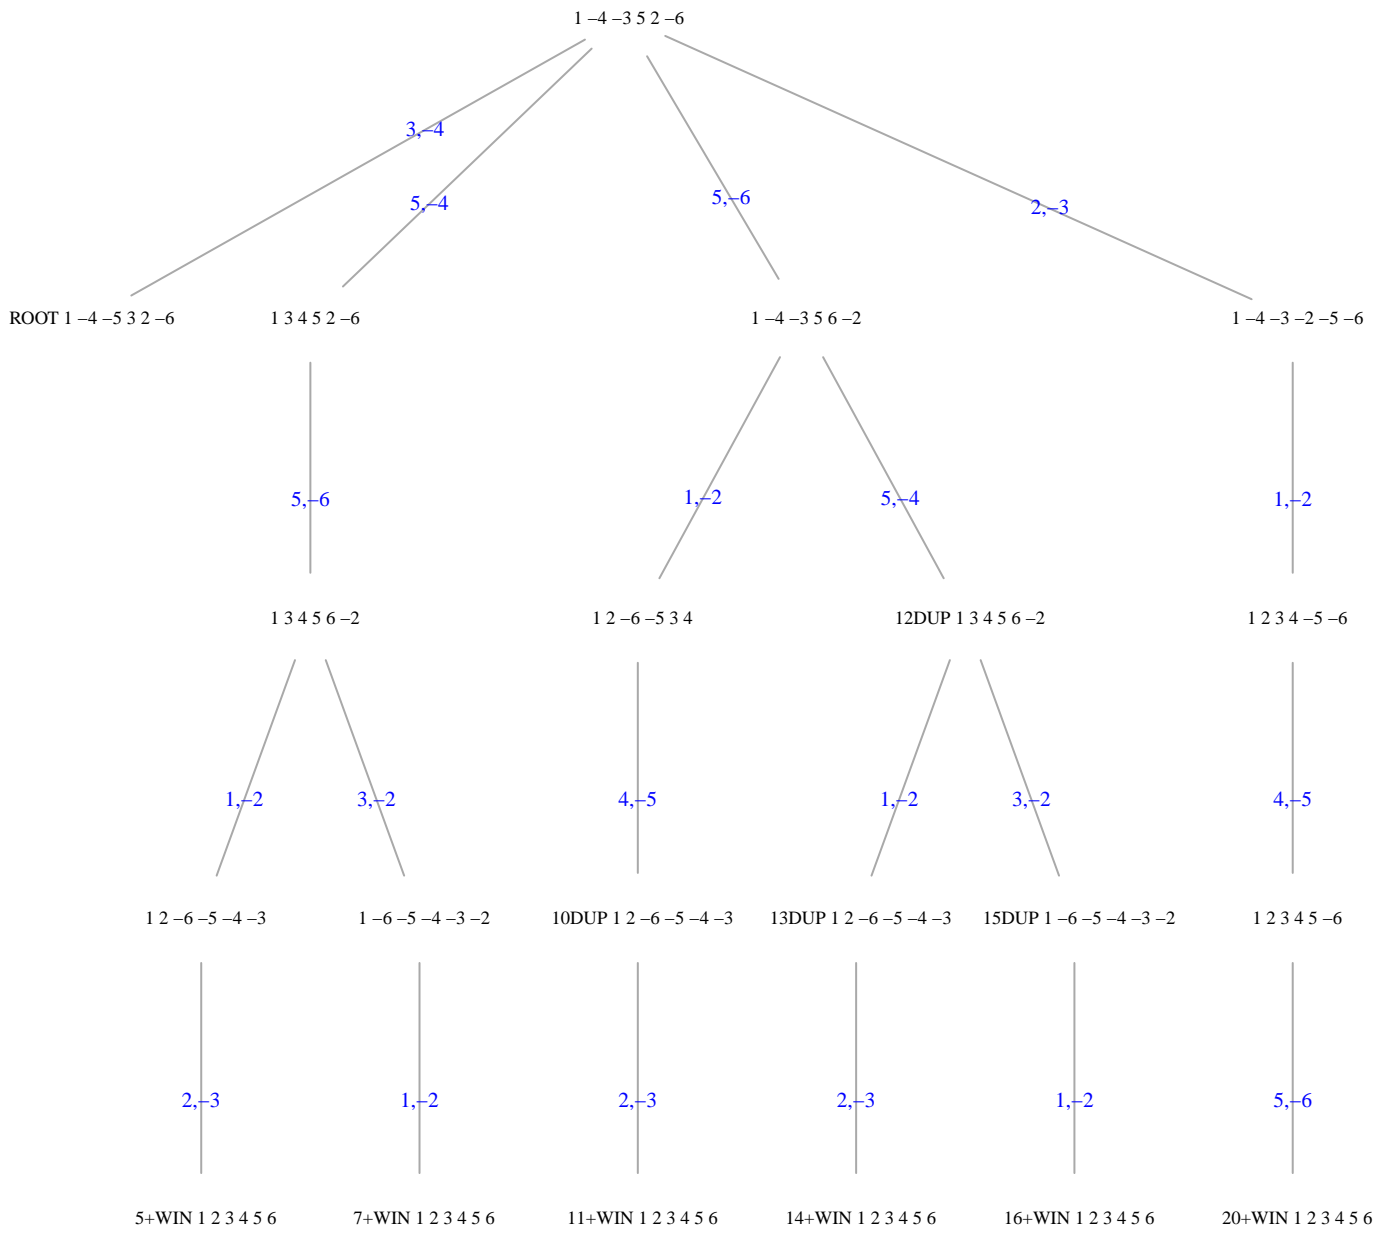 1 –4 –3 5 2 –6
3,–4
5,–4
5,–6
2,–3
ROOT 1 –4 –5 3 2 –6
1 3 4 5 2 –6
1 –4 –3 5 6 –2
1 –4 –3 –2 –5 –6
5,–6
1,–2
5,–4
1,–2
1 3 4 5 6 –2
1 2 –6 –5 3 4
12DUP 1 3 4 5 6 –2
1 2 3 4 –5 –6
1,–2
3,–2
4,–5
1,–2
3,–2
4,–5
1 2 –6 –5 –4 –3
1 –6 –5 –4 –3 –2
10DUP 1 2 –6 –5 –4 –3
13DUP 1 2 –6 –5 –4 –3
15DUP 1 –6 –5 –4 –3 –2
1 2 3 4 5 –6
2,–3
1,–2
2,–3
2,–3
1,–2
5,–6
5+WIN 1 2 3 4 5 6
7+WIN 1 2 3 4 5 6
11+WIN 1 2 3 4 5 6
14+WIN 1 2 3 4 5 6
16+WIN 1 2 3 4 5 6
20+WIN 1 2 3 4 5 6